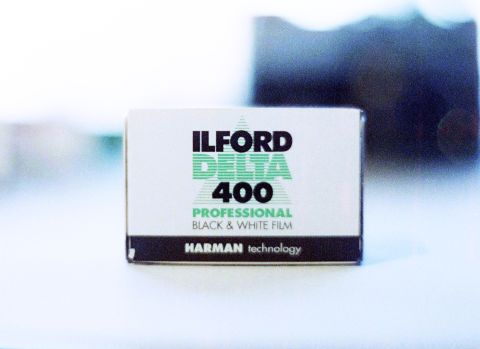 ILFORD
DELTA
400
PROFESSIONAL
BLACK & WHITE FILM
HARMAN technology